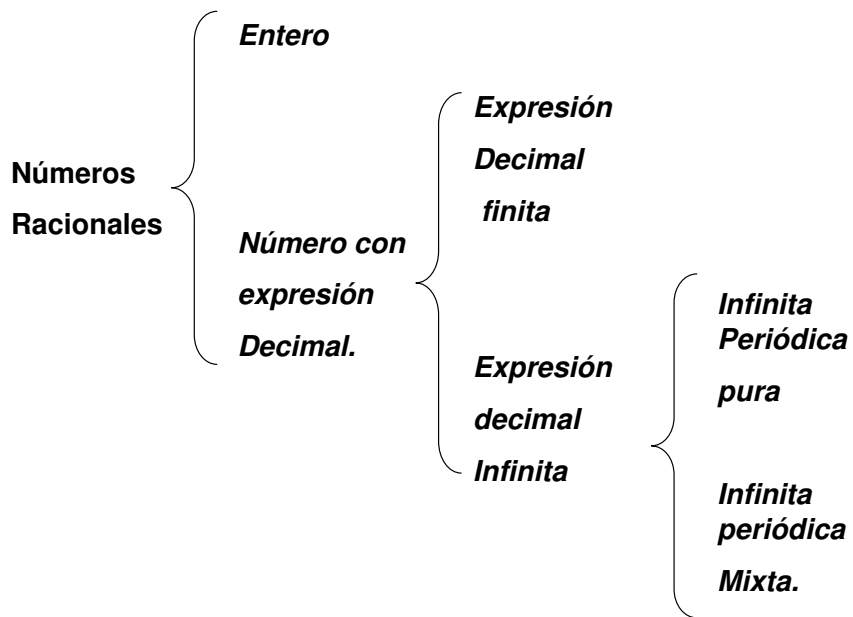 Números
Racionales
Entero
Número con
expresión
Decimal.
Expresión
Decimal
finita
Expresión
decimal
Infinita
Infinita
Periódica
pura
Infinita
periódica
Mixta.